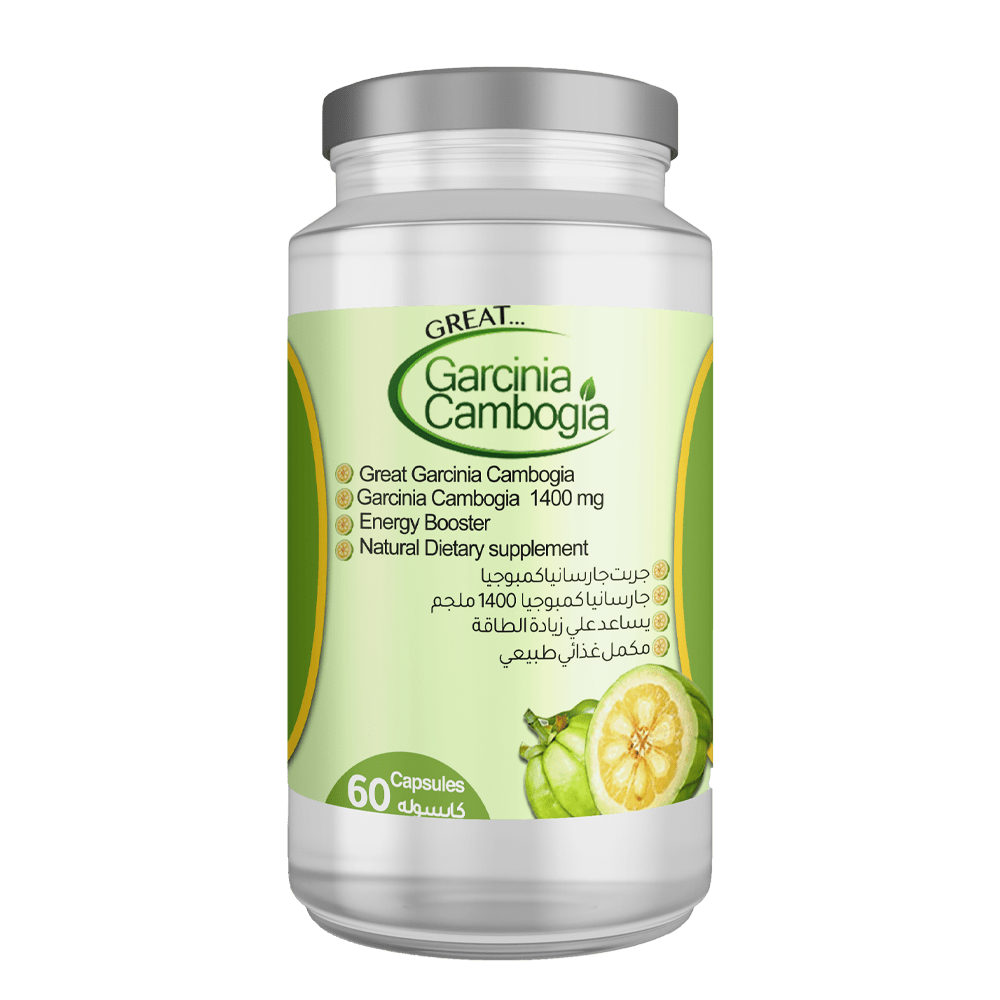 GREAT...
Garcinia
Cambogia
Great Garcinia Cambogia
Garcinia Cambogia 1400 mg
Energy Booster
Natural Dietary supplement
جريت جارسانيا كمبوجيا
جارسانيا كمبوجيا 1400 ملجم
يساعد علي زيادة الطاقة
مكمل غذائي طبيعي
60 Capsules
كابسوله